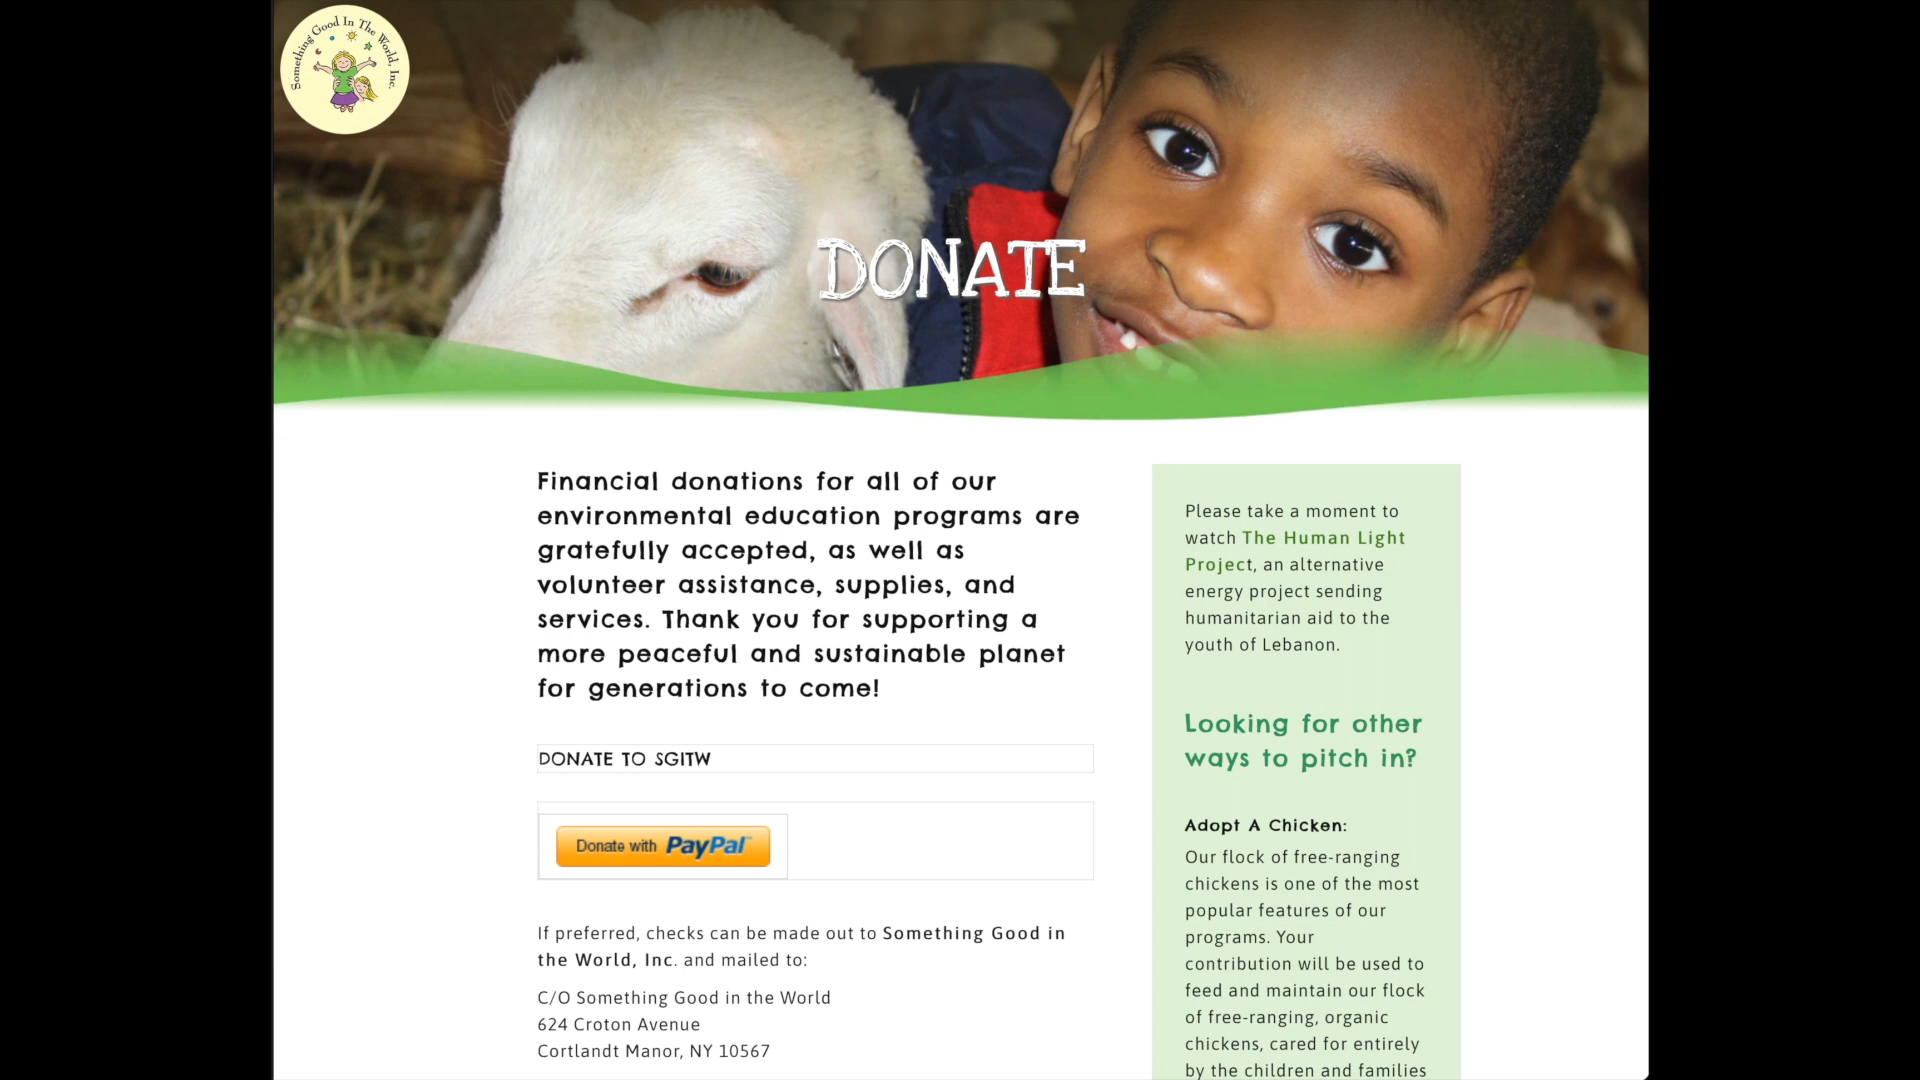 Something Good In The World, Inc.
DONATE
Financial donations for all of our
environmental education programs are
gratefully accepted, as well as
volunteer assistance, supplies, and
services. Thank you for supporting a
more peaceful and sustainable planet
for generations to come!
DONATE TO SGITW
Donate with PayPal™
If preferred, checks can be made out to Something Good in
the World, Inc. and mailed to:
C/O Something Good in the World
624 Croton Avenue
Cortlandt Manor, NY 10567
Please take a moment to
watch The Human Light
Project, an alternative
energy project sending
humanitarian aid to the
youth of Lebanon.
Looking for other
ways to pitch in?
Adopt A Chicken:
Our flock of free-ranging
chickens is one of the most
popular features of our
programs. Your
contribution will be used to
feed and maintain our flock
of free-ranging, organic
chickens, cared for entirely
by the children and families